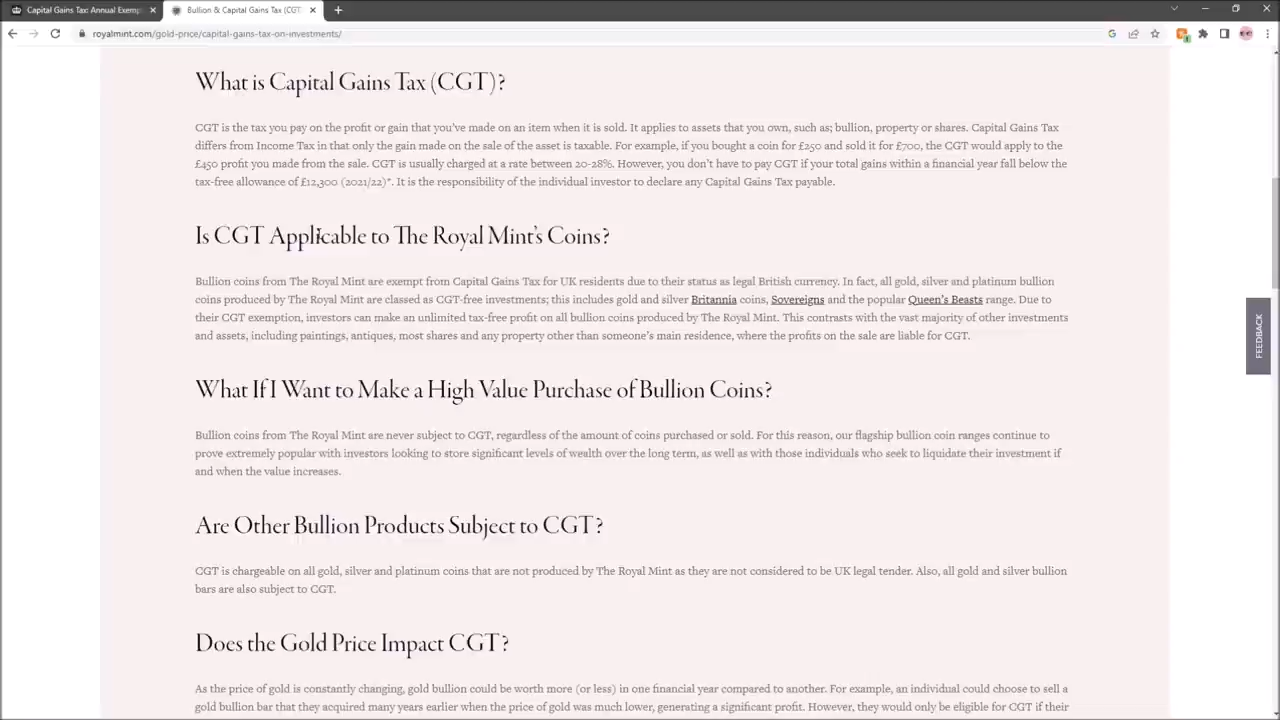 Capital Gains Tax: Annual Exemp
Bullion & Capital Gains Tax (CGT
royalmint.com/gold-price/capital-gains-tax-on-investments/
What is Capital Gains Tax (CGT)?
CGT is the tax you pay on the profit or gain that you've made on an item when it is sold. It applies to assets that you own, such as; bullion, property or shares. Capital Gains Tax
differs from Income Tax in that only the gain made on the sale of the asset is taxable. For example, if you bought a coin for £250 and sold it for £700, the CGT would apply to the
£450 profit you made from the sale. CGT is usually charged at a rate between 20-28%. However, you don't have to pay CGT if your total gains within a financial year fall below the
tax-free allowance of £12,300 (2021/22)*. It is the responsibility of the individual investor to declare any Capital Gains Tax payable.
Is CGT Applicable to The Royal Mint's Coins?
Bullion coins from The Royal Mint are exempt from Capital Gains Tax for UK residents due to their status as legal British currency. In fact, all gold, silver and platinum bullion
coins produced by The Royal Mint are classed as CGT-free investments; this includes gold and silver Britannia coins, Sovereigns and the popular Queen's Beasts range. Due to
their CGT exemption, investors can make an unlimited tax-free profit on all bullion coins produced by The Royal Mint. This contrasts with the vast majority of other investments
and assets, including paintings, antiques, most shares and any property other than someone's main residence, where the profits on the sale are liable for CGT.
FEEDBACK
What If I Want to Make a High Value Purchase of Bullion Coins?
Bullion coins from The Royal Mint are never subject to CGT, regardless of the amount of coins purchased or sold. For this reason, our flagship bullion coin ranges continue to
prove extremely popular with investors looking to store significant levels of wealth over the long term, as well as with those individuals who seek to liquidate their investment if
and when the value increases.
Are Other Bullion Products Subject to CGT?
CGT is chargeable on all gold, silver and platinum coins that are not produced by The Royal Mint as they are not considered to be UK legal tender. Also, all gold and silver bullion
bars are also subject to CGT.
Does the Gold Price Impact CGT?
As the price of gold is constantly changing, gold bullion could be worth more (or less) in one financial year compared to another. For example, an individual could choose to sell a
gold bullion bar that they acquired many years earlier when the price of gold was much lower, generating a significant profit. However, they would only be eligible for CGT if their